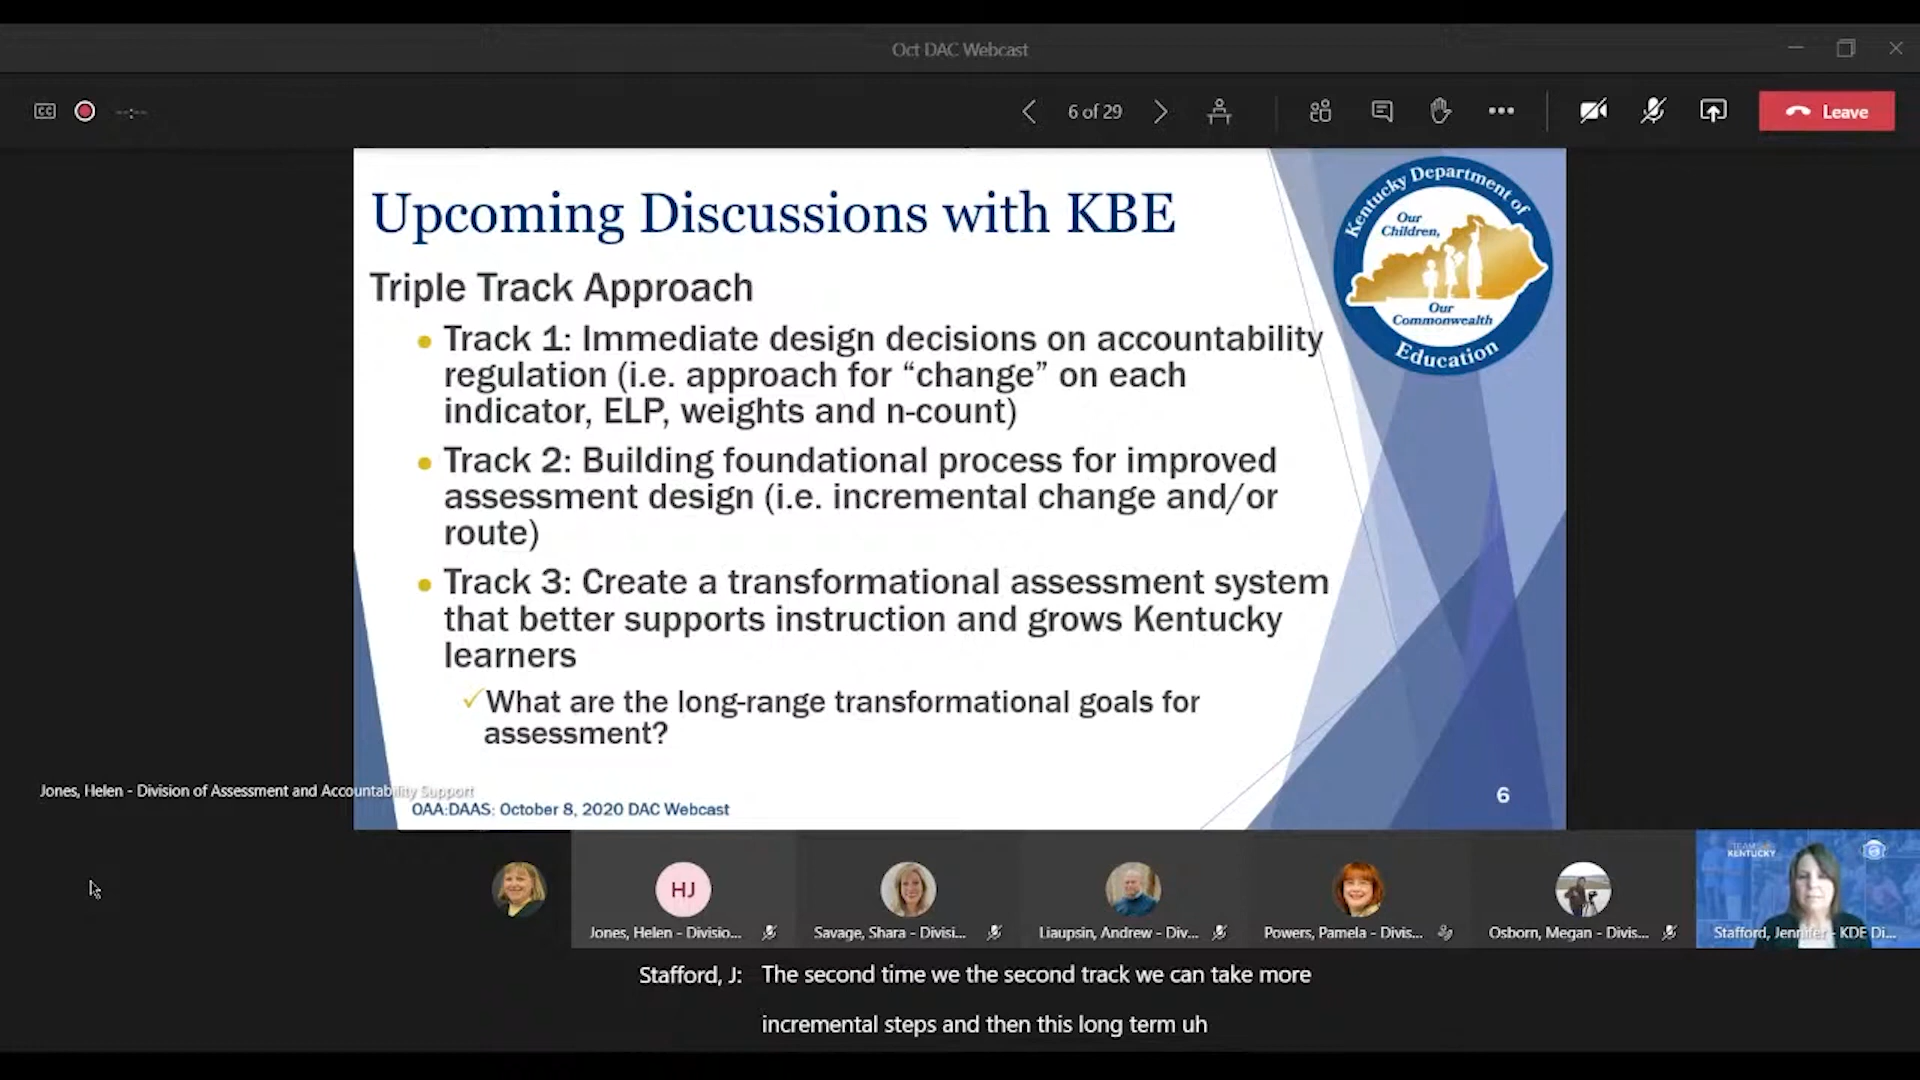 Oct DAC Webcast
CC
--:--
6 of 29
Leave
Upcoming Discussions with KBE
Kentucky Department of
Education
Our
Children,
Our
Commonwealth
Triple Track Approach
Track 1: Immediate design decisions on accountability
regulation (i.e. approach for “change” on each
indicator, ELP, weights and n-count)
Track 2: Building foundational process for improved
assessment design (i.e. incremental change and/or
route)
Track 3: Create a transformational assessment system
that better supports instruction and grows Kentucky
learners
What are the long-range transformational goals for
assessment?
Jones, Helen - Division of Assessment and Accountability Support
OAA:DAAS: October 8, 2020 DAC Webcast
6
HJ
TEAM
KENTUCKY
Jones, Helen - Divisio...
Savage, Shara - Divisi...
Liaupsin, Andrew - Div...
Powers, Pamela - Divis...
Osborn, Megan - Divis...
Stafford, Jennifer - KDE Di...
Stafford, J: The second time we the second track we can take more
incremental steps and then this long term uh